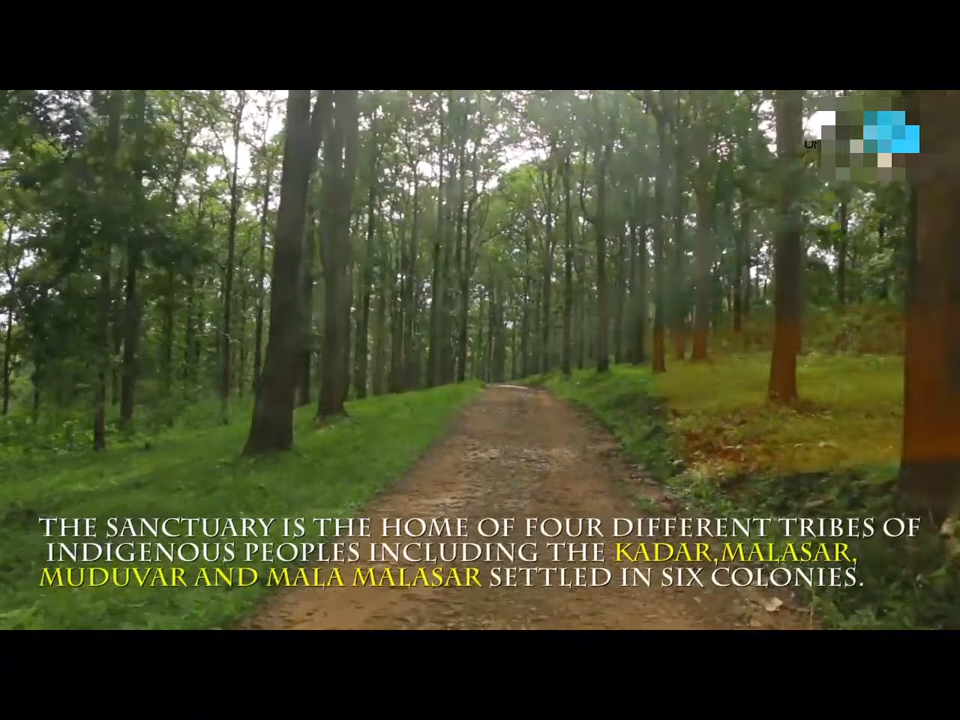 THE SANCTUARY IS THE HOME OF FOUR DIFFERENT TRIBES OF
INDIGENOUS PEOPLES INCLUDING THE KADAR, MALASAR,
MUDUVAR AND MALA MALASAR SETTLED IN SIX COLONIES.